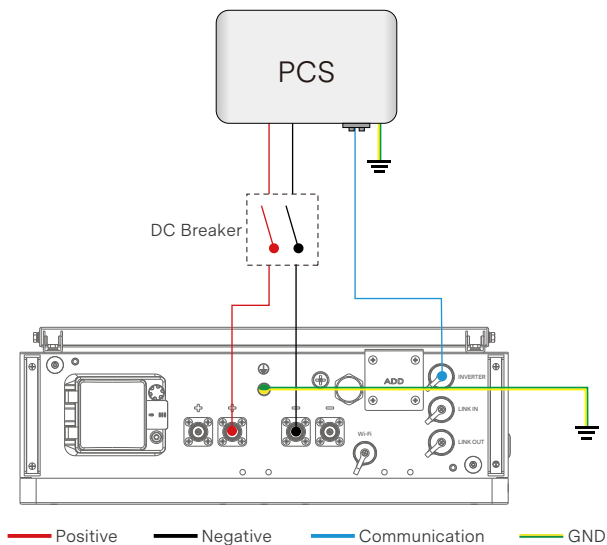 PCS
DC Breaker
ADD
INVERTER
LINK IN
+ + - -
Wi-Fi
LINK OUT
Positive Negative Communication GND